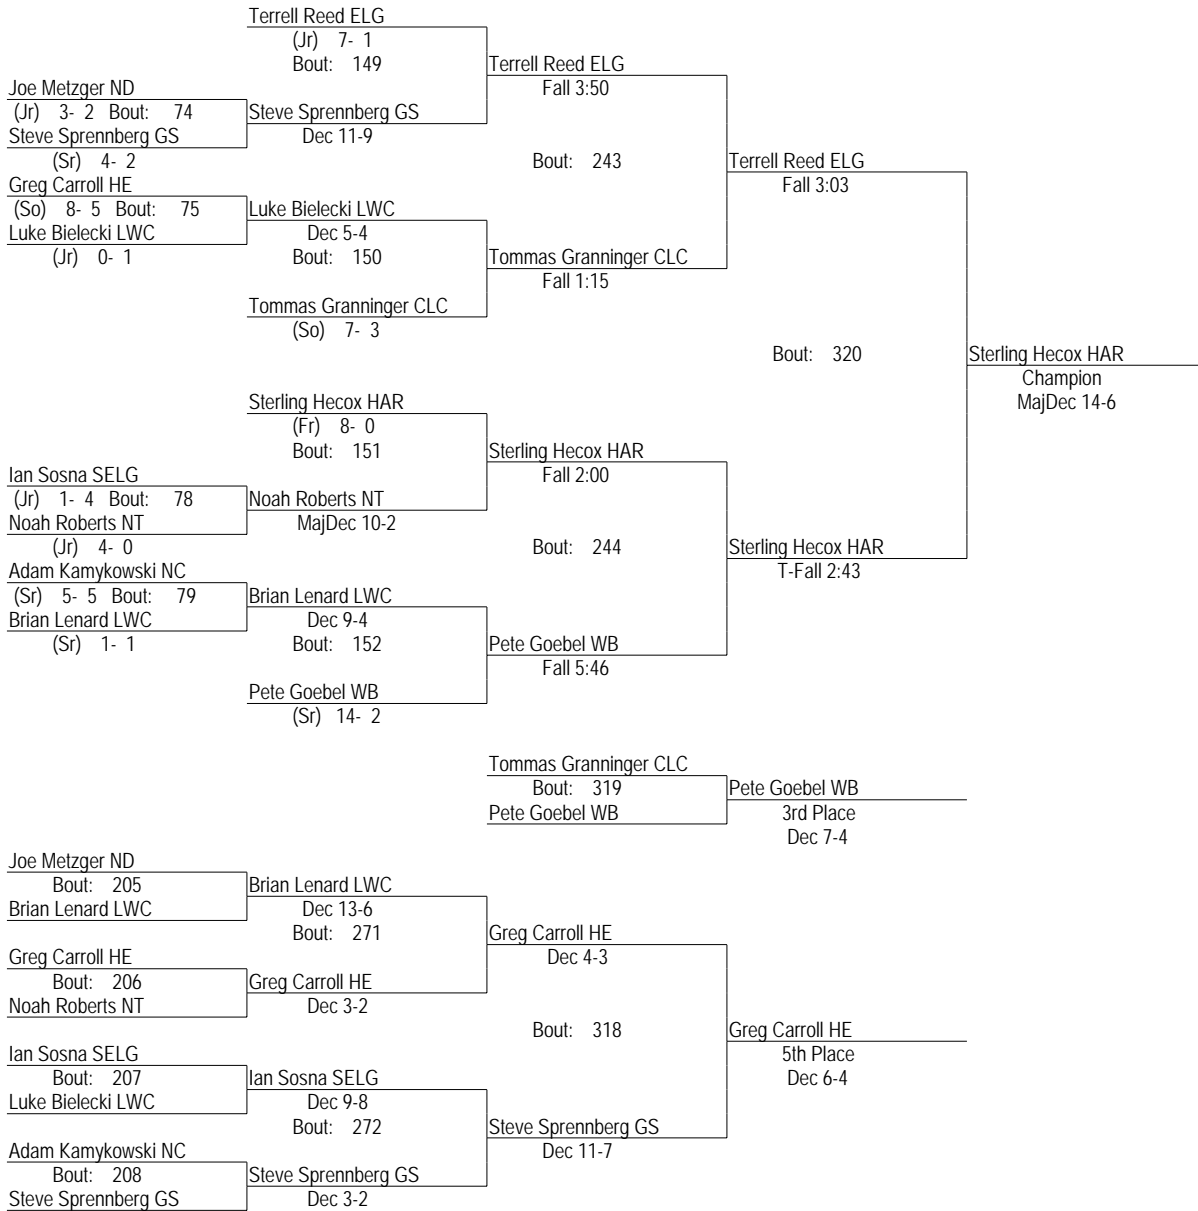 Terrell Reed ELG
(Jr) 7- 1
Bout: 149
Terrell Reed ELG
Fall 3:50
Joe Metzger ND
(Jr) 3- 2 Bout: 74
Steve Sprennberg GS
Steve Sprennberg GS
Dec 11-9
(Sr) 4- 2
Bout: 243
Terrell Reed ELG
Fall 3:03
Greg Carroll HE
(So) 8- 5 Bout: 75
Luke Bielecki LWC
Luke Bielecki LWC
Dec 5-4
(Jr) 0- 1
Bout: 150
Tommas Granninger CLC
Fall 1:15
Tommas Granninger CLC
(So) 7- 3
Bout: 320
Sterling Hecox HAR
Champion
MajDec 14-6
Sterling Hecox HAR
(Fr) 8- 0
Bout: 151
Sterling Hecox HAR
Fall 2:00
Ian Sosna SELG
(Jr) 1- 4 Bout: 78
Noah Roberts NT
Noah Roberts NT
MajDec 10-2
(Jr) 4- 0
Bout: 244
Sterling Hecox HAR
T-Fall 2:43
Adam Kamykowski NC
(Sr) 5- 5 Bout: 79
Brian Lenard LWC
Brian Lenard LWC
Dec 9-4
(Sr) 1- 1
Bout: 152
Pete Goebel WB
Fall 5:46
Pete Goebel WB
(Sr) 14- 2
Tommas Granninger CLC
Bout: 319
Pete Goebel WB
Pete Goebel WB
3rd Place
Dec 7-4
Joe Metzger ND
Bout: 205
Brian Lenard LWC
Brian Lenard LWC
Dec 13-6
Bout: 271
Greg Carroll HE
Dec 4-3
Greg Carroll HE
Bout: 206
Noah Roberts NT
Greg Carroll HE
Dec 3-2
Bout: 318
Greg Carroll HE
5th Place
Dec 6-4
Ian Sosna SELG
Bout: 207
Luke Bielecki LWC
Ian Sosna SELG
Dec 9-8
Bout: 272
Steve Sprennberg GS
Dec 11-7
Adam Kamykowski NC
Bout: 208
Steve Sprennberg GS
Steve Sprennberg GS
Dec 3-2